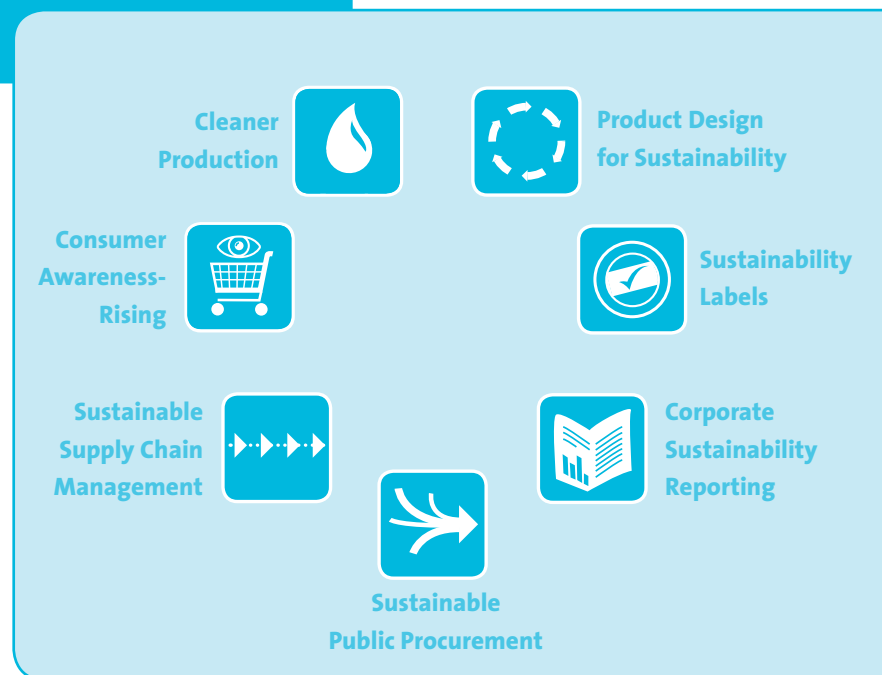 Cleaner
Production
Product Design
for Sustainability
Consumer
Awareness-
Rising
Sustainability
Labels
Sustainable
Supply Chain
Management
Corporate
Sustainability
Reporting
Sustainable
Public Procurement